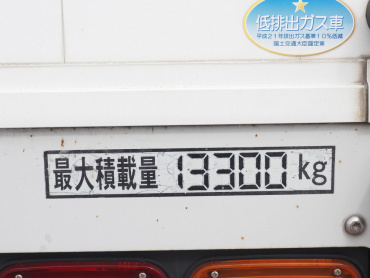 低排出ガス車
平成21年排出ガス基準10%低減
国土交通大臣認定車
最大積載量 13300 kg